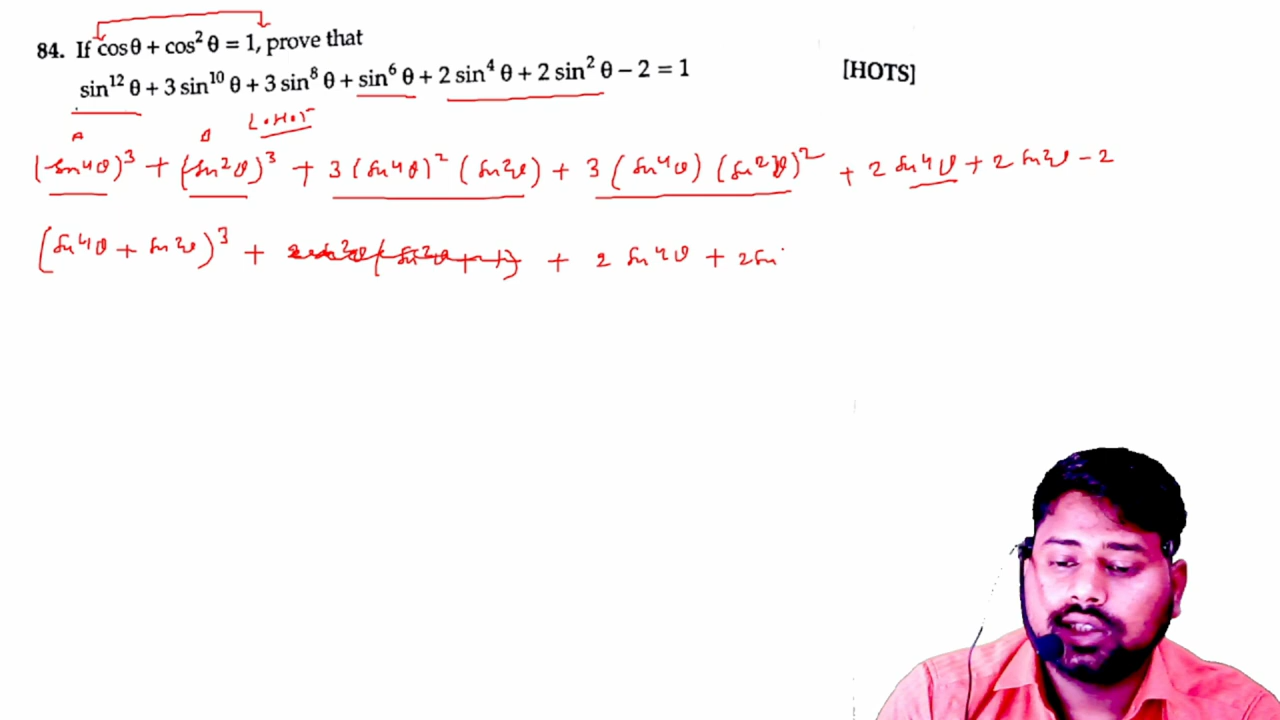 84. If cosθ + cos² θ = 1, prove that
sin¹² θ + 3 sin¹⁰ θ + 3 sin⁸ θ + sin⁶ θ + 2 sin⁴ θ + 2 sin² θ − 2 = 1 [HOTS]
L.HOT
A B
(sin⁴θ)³ + (sin²θ)³ + 3 (sin⁴θ)² (sin²θ) + 3 (sin⁴θ) (sin²θ)² + 2 sin⁴θ + 2 sin²θ − 2
(sin⁴θ + sin²θ)³ + + 2 sin⁴θ + 2sin